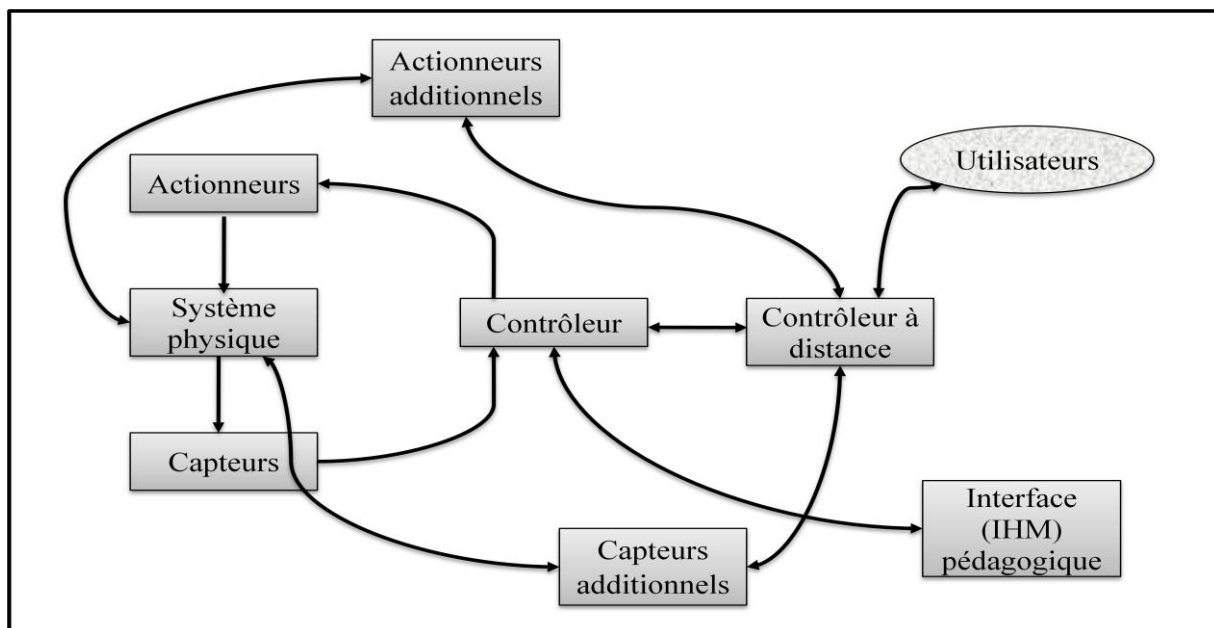 Actionneurs
additionnels
Utilisateurs
Actionneurs
Système
physique
Contrôleur
Contrôleur à
distance
Capteurs
Interface
(IHM)
pédagogique
Capteurs
additionnels